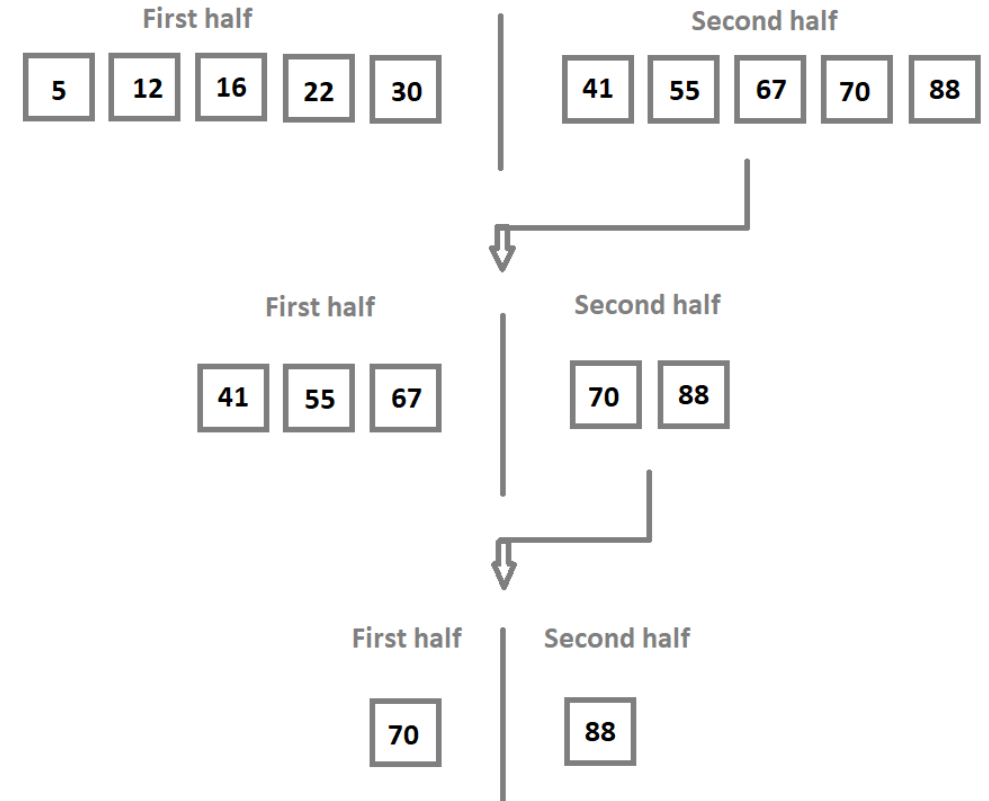 First half Second half
5 12 16 22 30 41 55 67 70 88
First half Second half
41 55 67 70 88
First half Second half
70 88